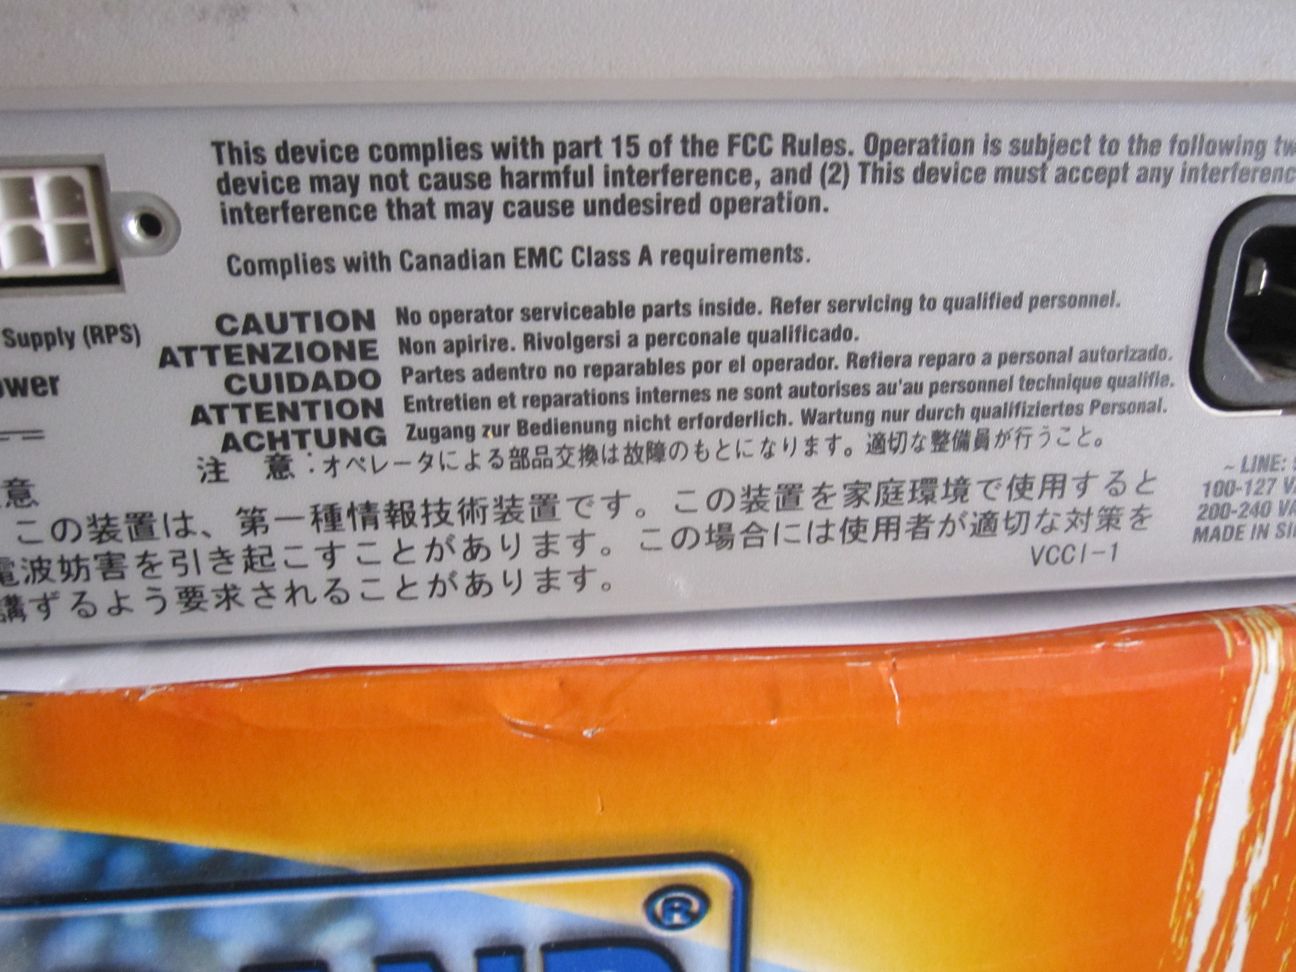 This device complies with part 15 of the FCC Rules. Operation is subject to the following
device may not cause harmful interference, and (2) This device must accept any
interference that may cause undesired operation.
Complies with Canadian EMC Class A requirements.
Supply (RPS)
CAUTION No operator serviceable parts inside. Refer servicing to qualified personnel.
ATTENZIONE Non apirire. Rivolgersi a perconale qualificado.
CUIDADO Partes adentro no reparables por el operador. Refiera reparo a personal autorizado.
ATTENTION Entretien et reparations internes ne sont autorises au'au personnel technique qualifie.
ACHTUNG Zugang zur Bedienung nicht erforderlich. Wartung nur durch qualifiziertes Personal.
注 意：オペレータによる部品交換は故障のもとになります。適切な整備員が行うこと。
意
この装置は、第一種情報技術装置です。この装置を家庭環境で使用すると
電波妨害を引き起こすことがあります。この場合には使用者が適切な対策を
講ずるよう要求されることがあります。
VCCI-1
~ LINE:
100-127
200-240
MADE IN
®